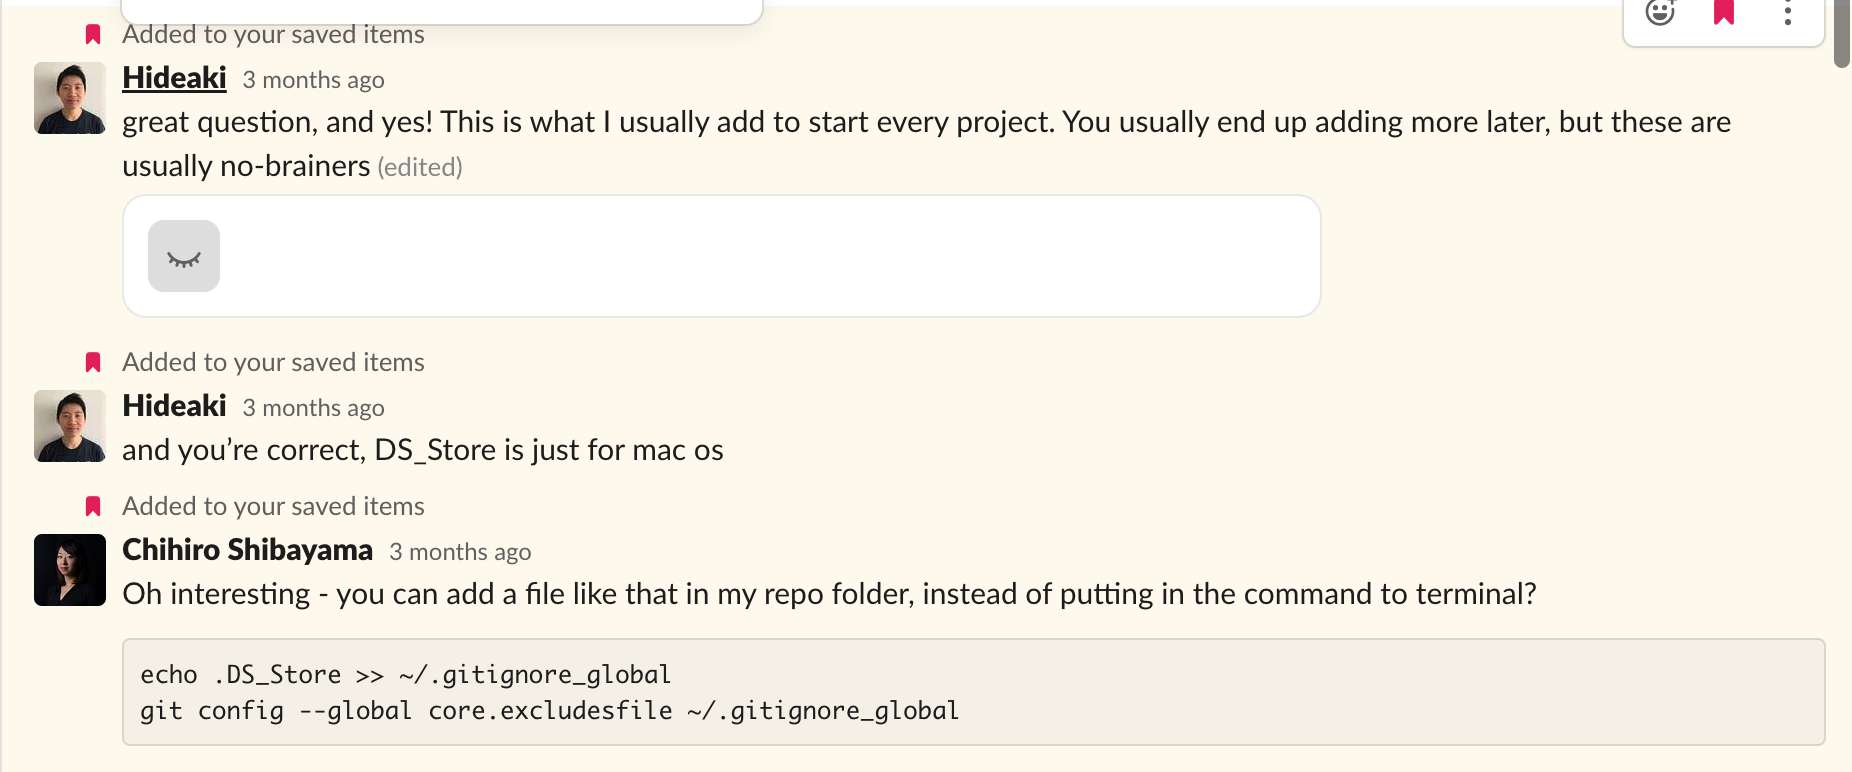 Added to your saved items
Hideaki 3 months ago
great question, and yes! This is what I usually add to start every project. You usually end up adding more later, but these are
usually no-brainers (edited)
Added to your saved items
Hideaki 3 months ago
and you’re correct, DS_Store is just for mac os
Added to your saved items
Chihiro Shibayama 3 months ago
Oh interesting - you can add a file like that in my repo folder, instead of putting in the command to terminal?
echo .DS_Store >> ~/.gitignore_global
git config --global core.excludesfile ~/.gitignore_global